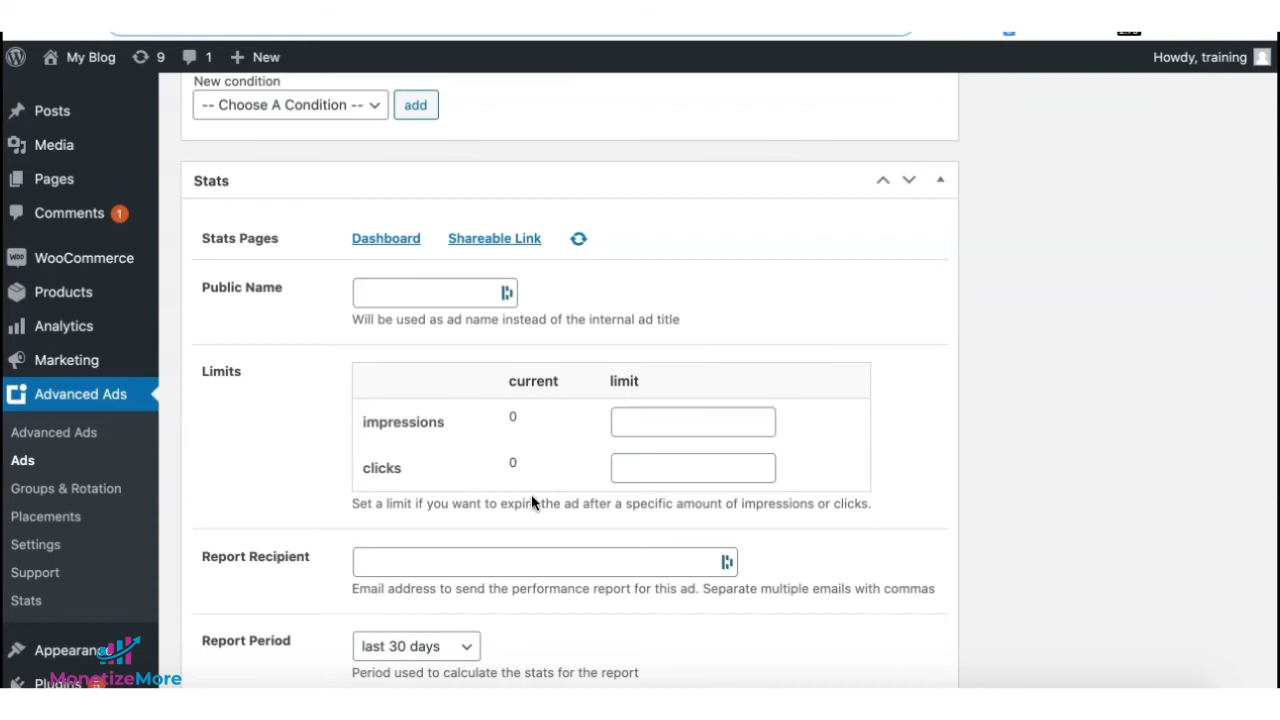 My Blog 9 1 New Howdy, training
New condition
-- Choose A Condition -- add
Posts
Media
Pages
Comments 1
WooCommerce
Products
Analytics
Marketing
Advanced Ads
Advanced Ads
Ads
Groups & Rotation
Placements
Settings
Support
Stats
Appearance
Plugins
MonetizeMore
Stats
Stats Pages Dashboard Shareable Link
Public Name
Will be used as ad name instead of the internal ad title
Limits
current limit
impressions 0
clicks 0
Set a limit if you want to expire the ad after a specific amount of impressions or clicks.
Report Recipient
Email address to send the performance report for this ad. Separate multiple emails with commas
Report Period last 30 days
Period used to calculate the stats for the report